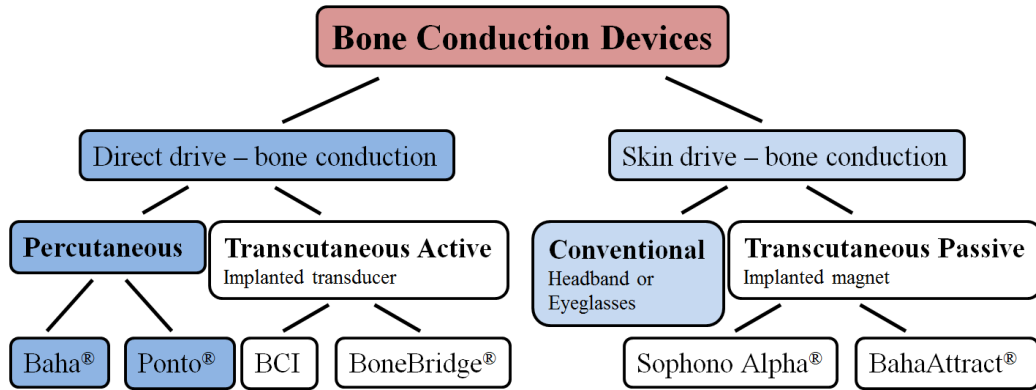 Bone Conduction Devices
Direct drive – bone conduction
Skin drive – bone conduction
Percutaneous
Transcutaneous Active
Implanted transducer
Conventional
Headband or
Eyeglasses
Transcutaneous Passive
Implanted magnet
Baha®
Ponto®
BCI
BoneBridge®
Sophono Alpha®
BahaAttract®